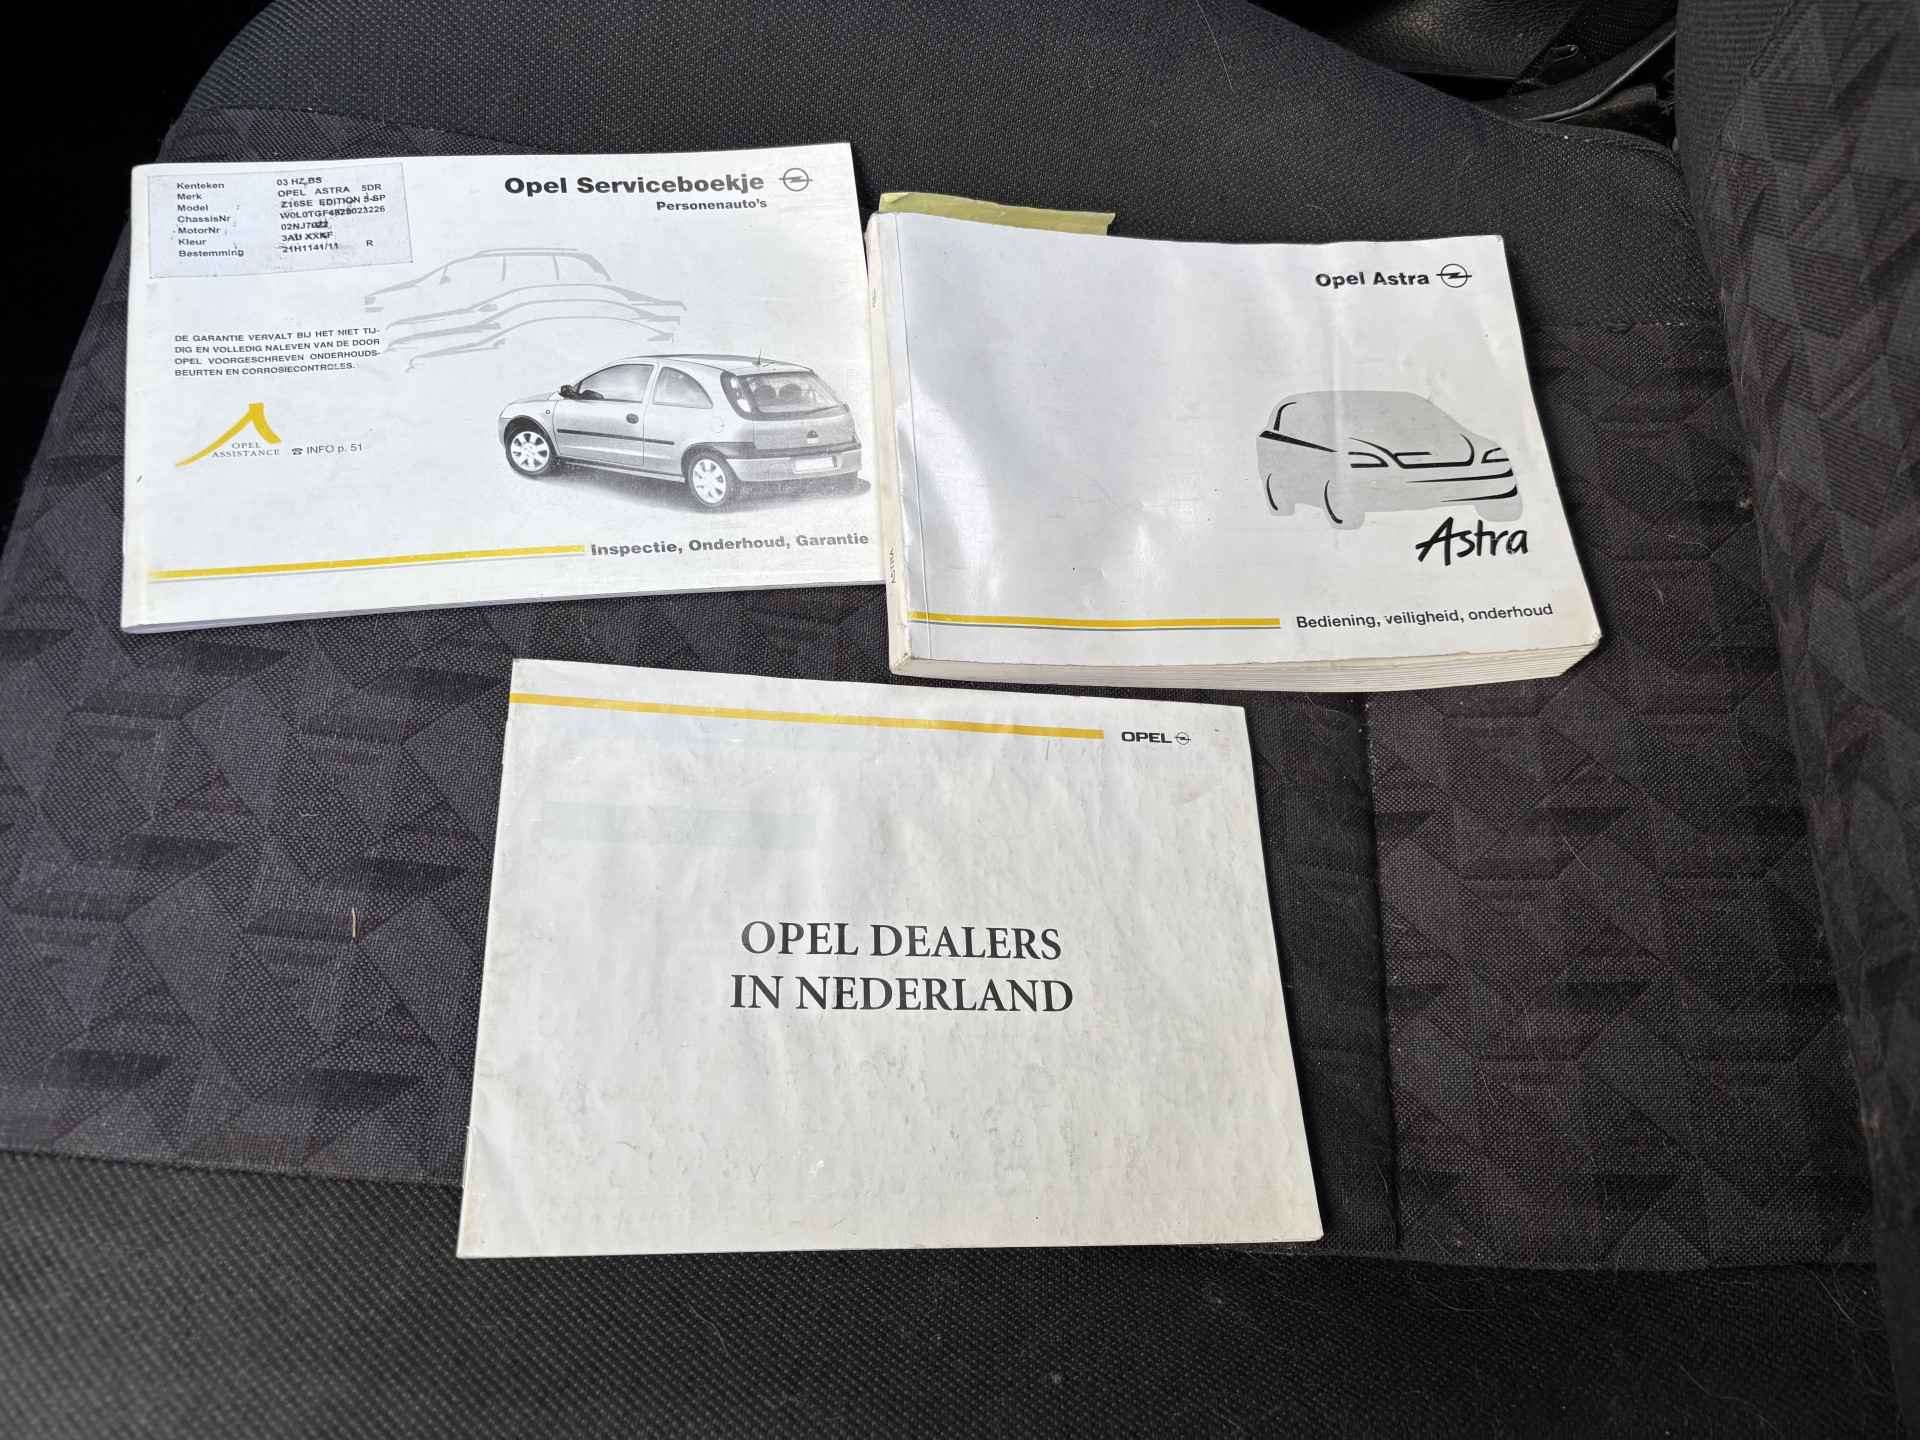 Kenteken 03 HZ BS
Merk OPEL ASTRA 5DR
Model : Z16SE EDITION 5-SP
ChassisNr :
MotorNr :
Kleur
Bestemming 21H1141/11 R
Opel Serviceboekje
Personenauto's
DE GARANTIE VERVALT BIJ HET NIET TIJ-
DIG EN VOLLEDIG NALEVEN VAN DE DOOR
OPEL VOORGESCHREVEN ONDERHOUDS-
BEURTEN EN CORROSIECONTROLES.
OPEL
ASSISTANCE ☎ INFO p. 51
Inspectie, Onderhoud, Garantie
ASTRA
Opel Astra
Astra
Bediening, veiligheid, onderhoud
OPEL
OPEL DEALERS
IN NEDERLAND